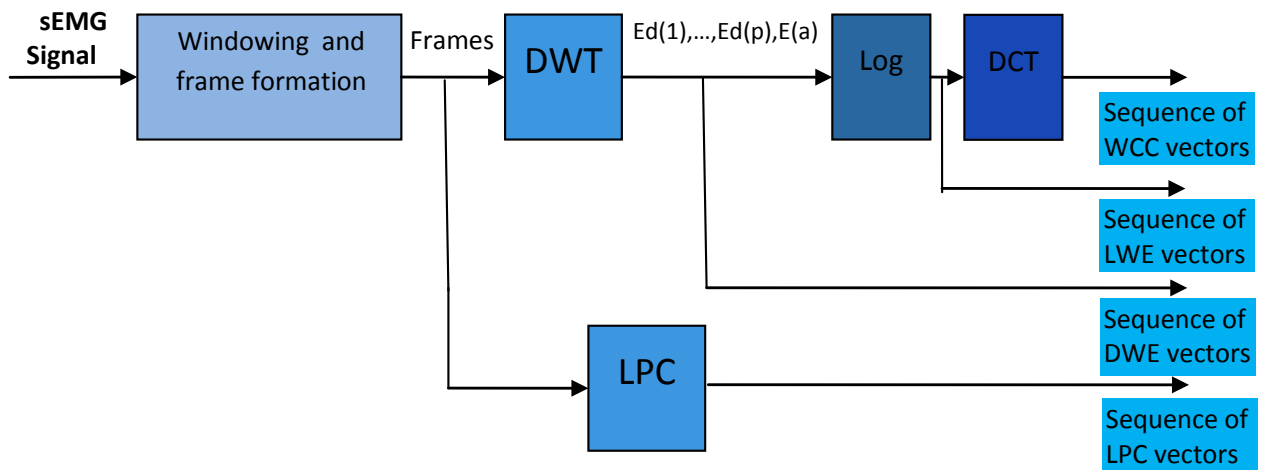 sEMG
Signal
Windowing and
frame formation
Frames
DWT
Ed(1),...,Ed(p),E(a)
Log
DCT
Sequence of
WCC vectors
Sequence of
LWE vectors
Sequence of
DWE vectors
LPC
Sequence of
LPC vectors